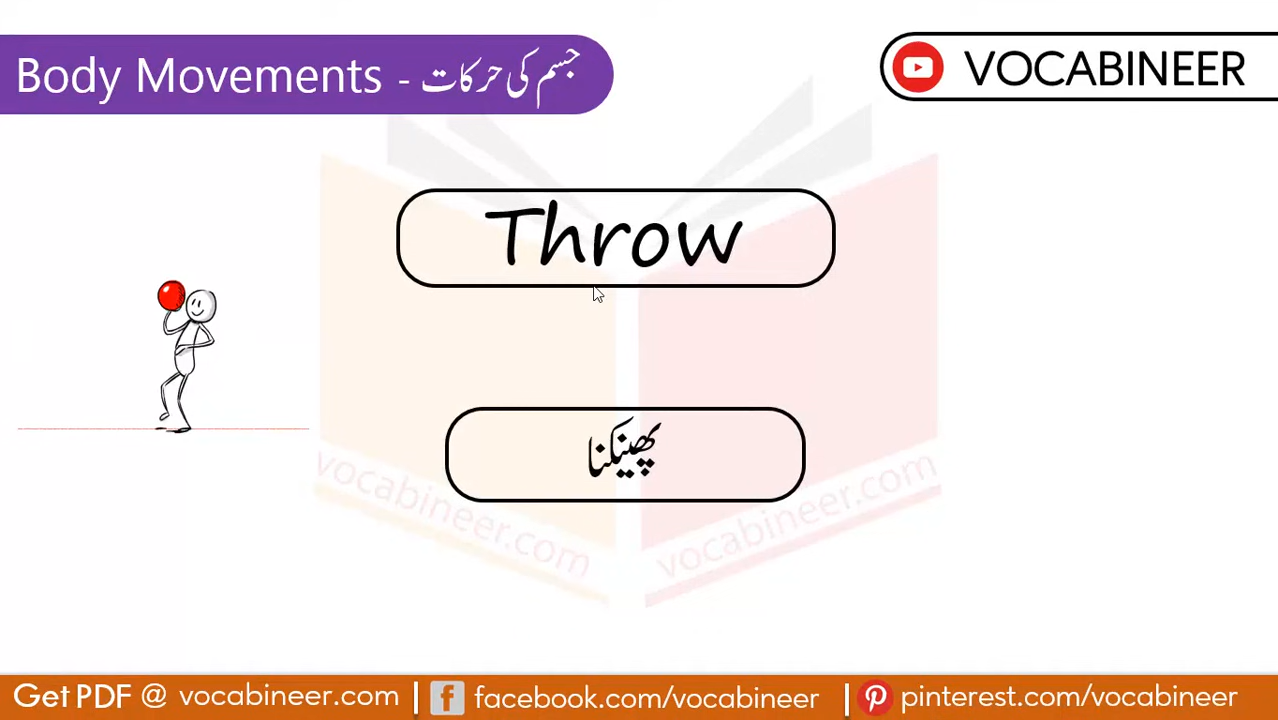 Body Movements - جسم کی حرکات
VOCABINEER
Throw
پھینکنا
vocabineer.com
vocabineer.com
Get PDF @ vocabineer.com | facebook.com/vocabineer | pinterest.com/vocabineer